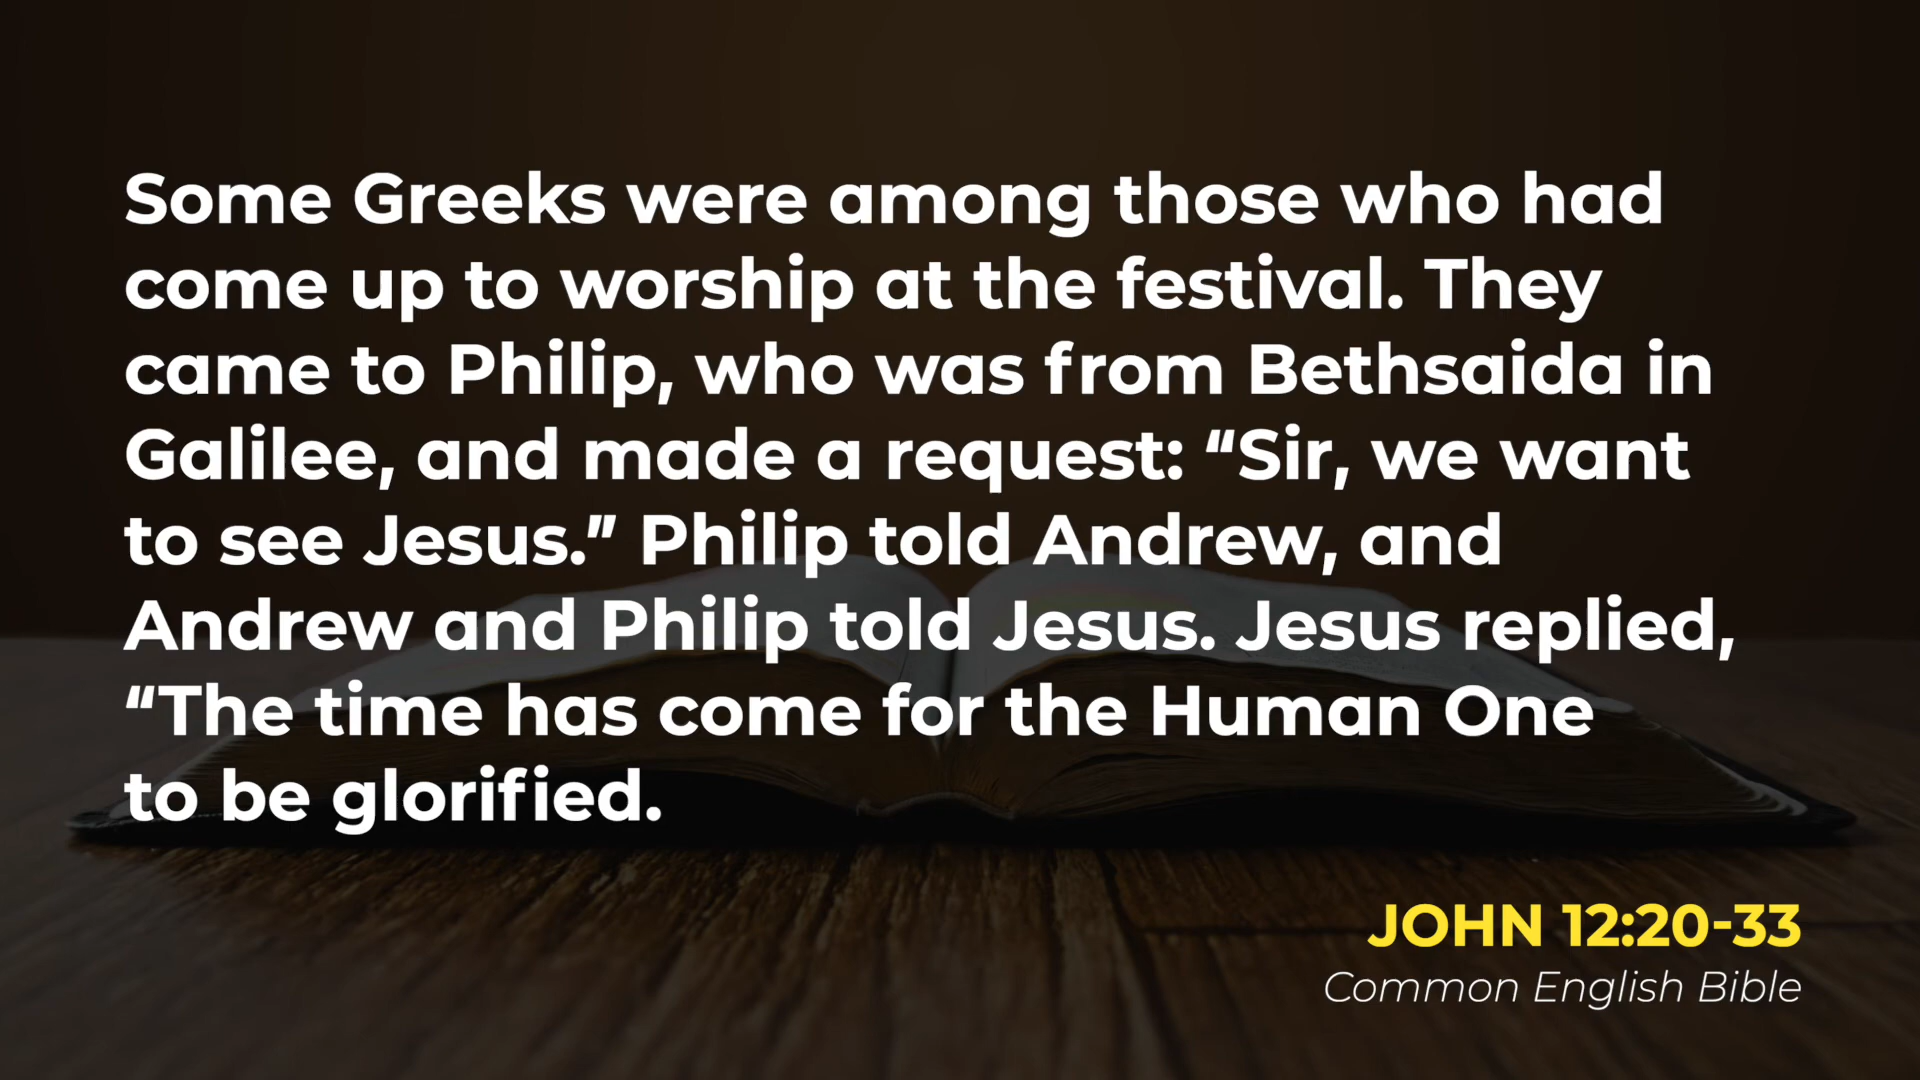 Some Greeks were among those who had
come up to worship at the festival. They
came to Philip, who was from Bethsaida in
Galilee, and made a request: “Sir, we want
to see Jesus.” Philip told Andrew, and
Andrew and Philip told Jesus. Jesus replied,
“The time has come for the Human One
to be glorified.
JOHN 12:20-33
Common English Bible